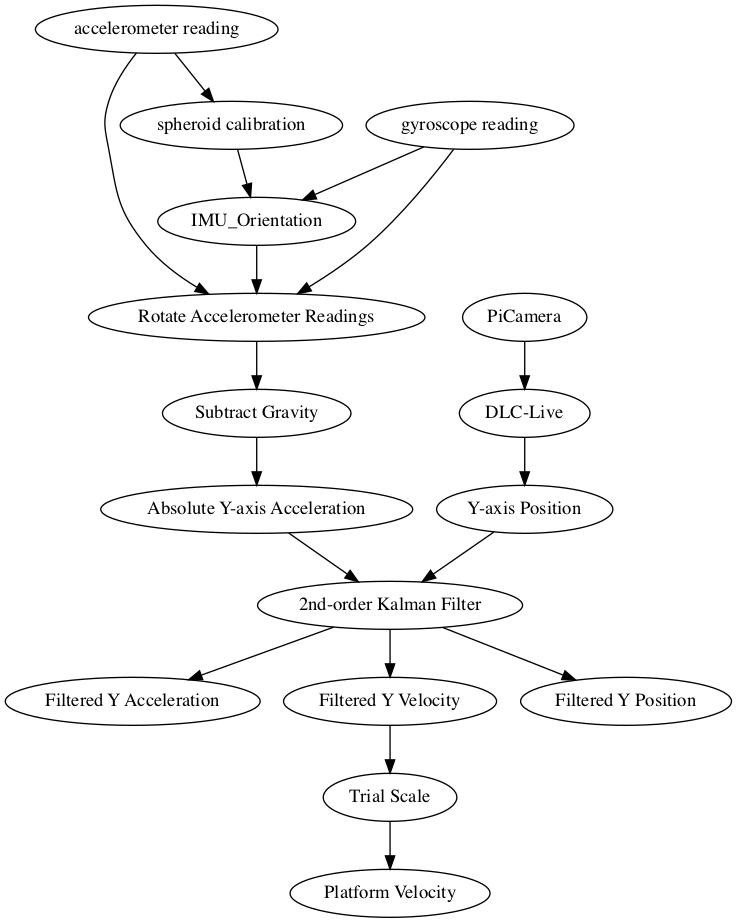 accelerometer reading
spheroid calibration
gyroscope reading
IMU_Orientation
Rotate Accelerometer Readings
PiCamera
Subtract Gravity
DLC-Live
Absolute Y-axis Acceleration
Y-axis Position
2nd-order Kalman Filter
Filtered Y Acceleration
Filtered Y Velocity
Filtered Y Position
Trial Scale
Platform Velocity